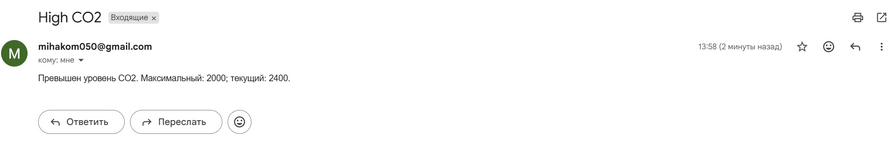 High CO2 Входящие ×
M
mihakom050@gmail.com 13:58 (2 минуты назад)
кому: мне
Превышен уровень CO2. Максимальный: 2000; текущий: 2400.
Ответить Переслать